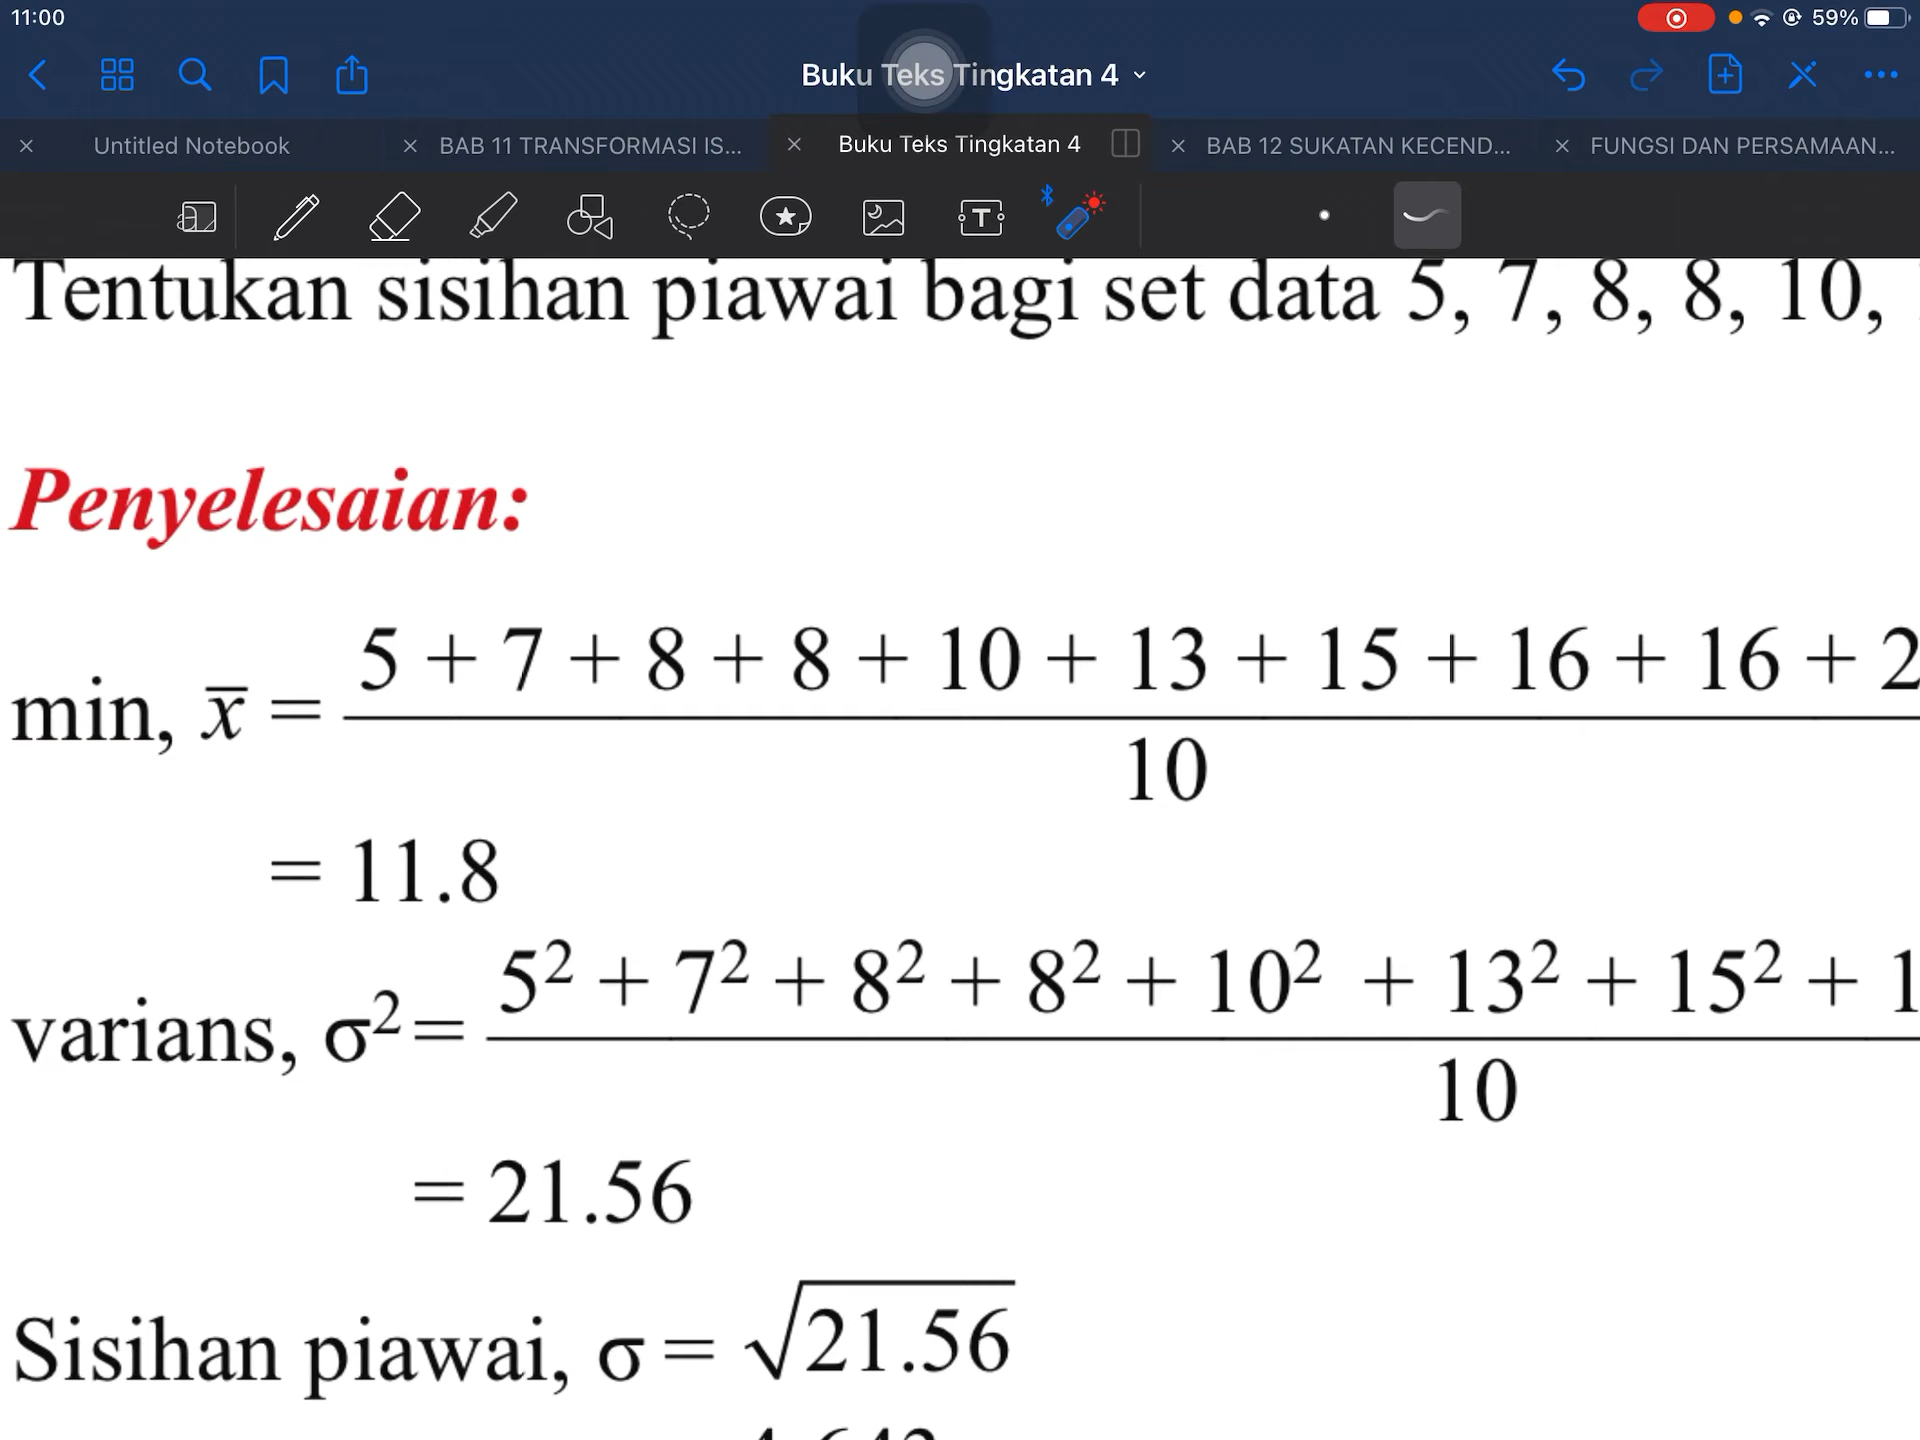 11:00
59%
Buku Teks Tingkatan 4
Untitled Notebook
BAB 11 TRANSFORMASI IS...
Buku Teks Tingkatan 4
BAB 12 SUKATAN KECEND...
FUNGSI DAN PERSAMAAN...
Tentukan sisihan piawai bagi set data 5, 7, 8, 8, 10,
Penyelesaian:
min, x̅ = 5 + 7 + 8 + 8 + 10 + 13 + 15 + 16 + 16 + 2
10
= 11.8
varians, σ² = 5² + 7² + 8² + 8² + 10² + 13² + 15² + 1
10
= 21.56
Sisihan piawai, σ = √21.56